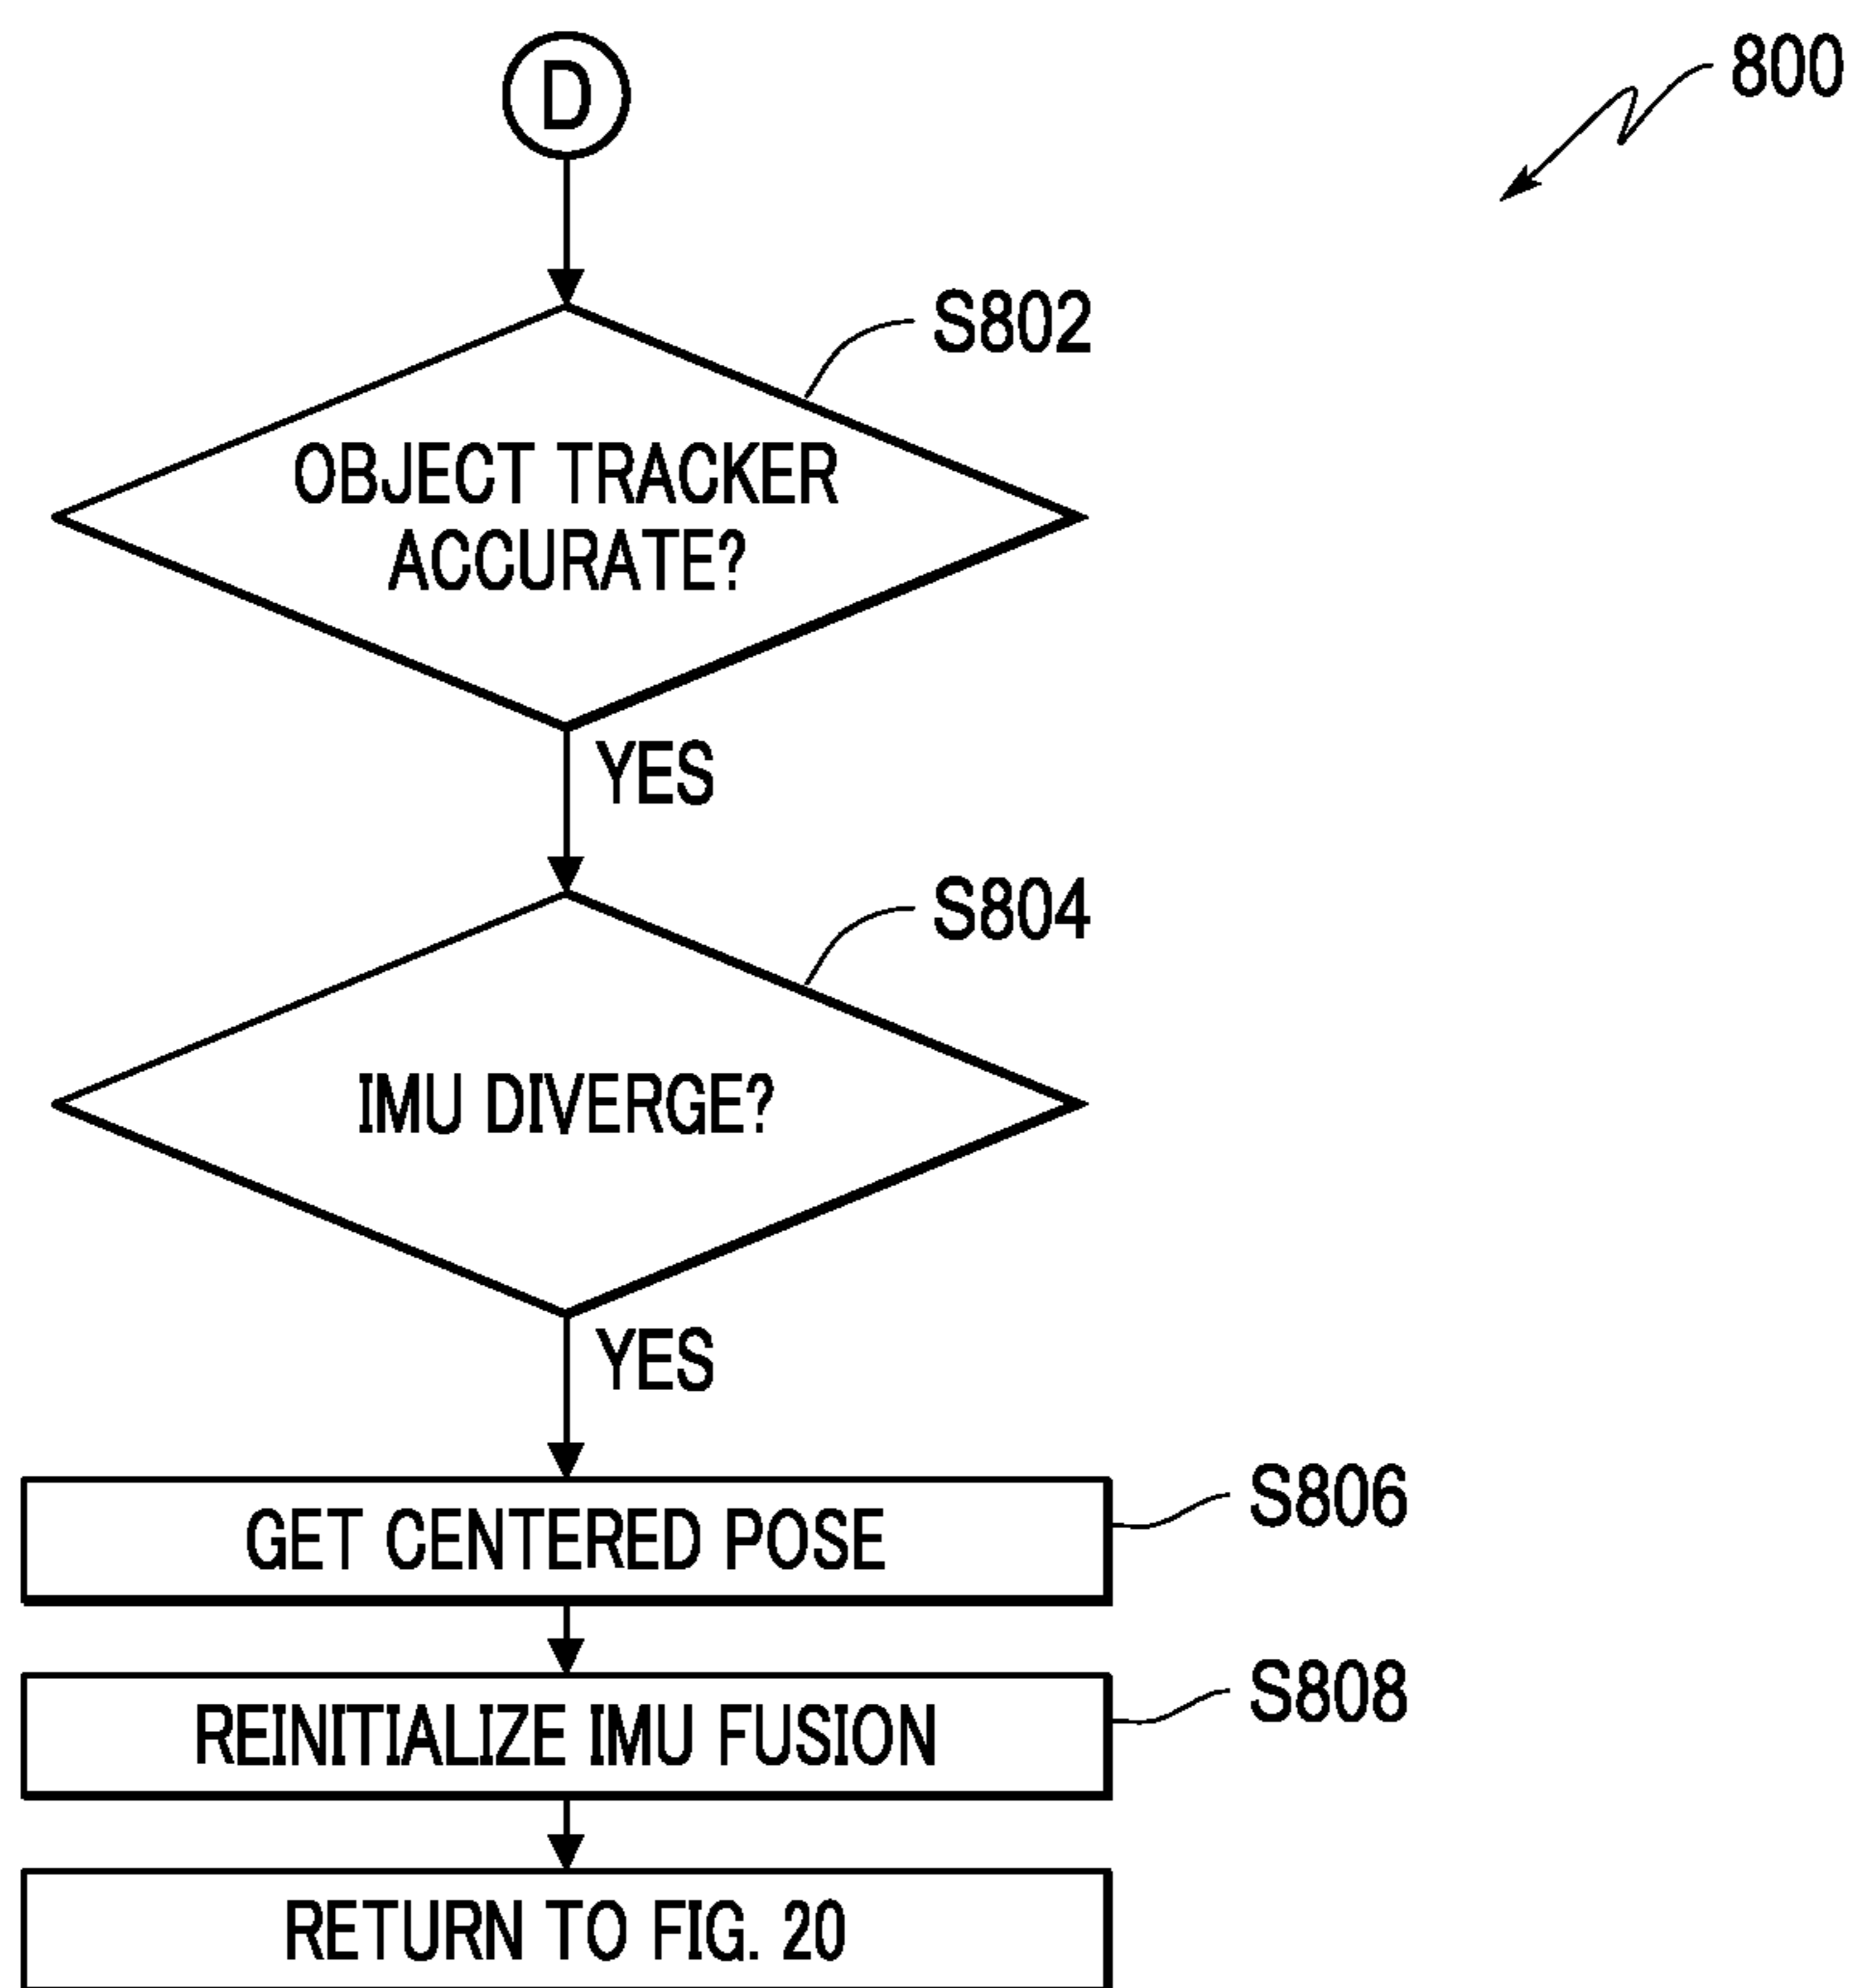 D
800
S802
OBJECT TRACKER
ACCURATE?
YES
S804
IMU DIVERGE?
YES
S806
GET CENTERED POSE
S808
REINITIALIZE IMU FUSION
RETURN TO FIG. 20